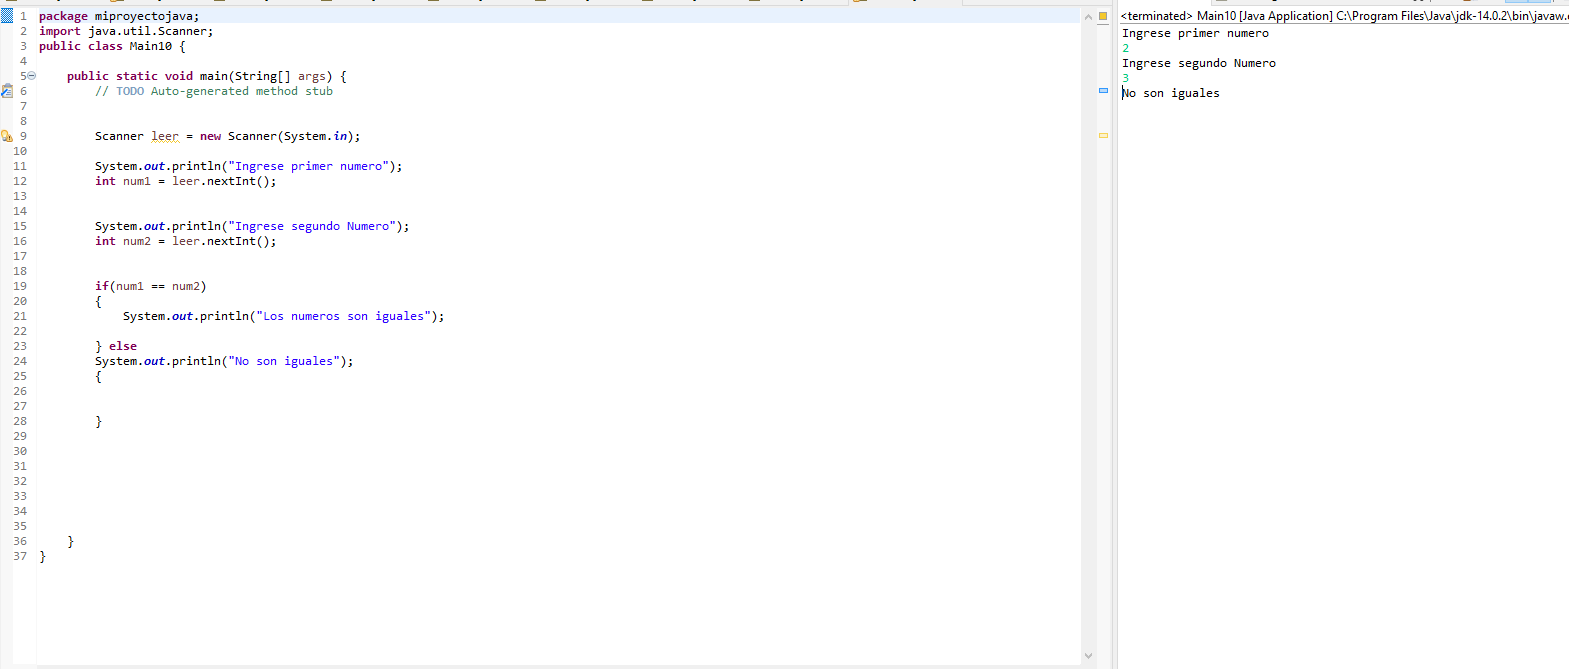 1 package miproyectojava;
2 import java.util.Scanner;
3 public class Main10 {
4
5 public static void main(String[] args) {
6 // TODO Auto-generated method stub
7
8
9 Scanner leer = new Scanner(System.in);
10
11 System.out.println("Ingrese primer numero");
12 int num1 = leer.nextInt();
13
14
15 System.out.println("Ingrese segundo Numero");
16 int num2 = leer.nextInt();
17
18
19 if(num1 == num2)
20 {
21 System.out.println("Los numeros son iguales");
22
23 } else
24 System.out.println("No son iguales");
25 {
26
27
28 }
29
30
31
32
33
34
35
36 }
37 }
<terminated> Main10 [Java Application] C:\Program Files\Java\jdk-14.0.2\bin\javaw.
Ingrese primer numero
2
Ingrese segundo Numero
3
No son iguales